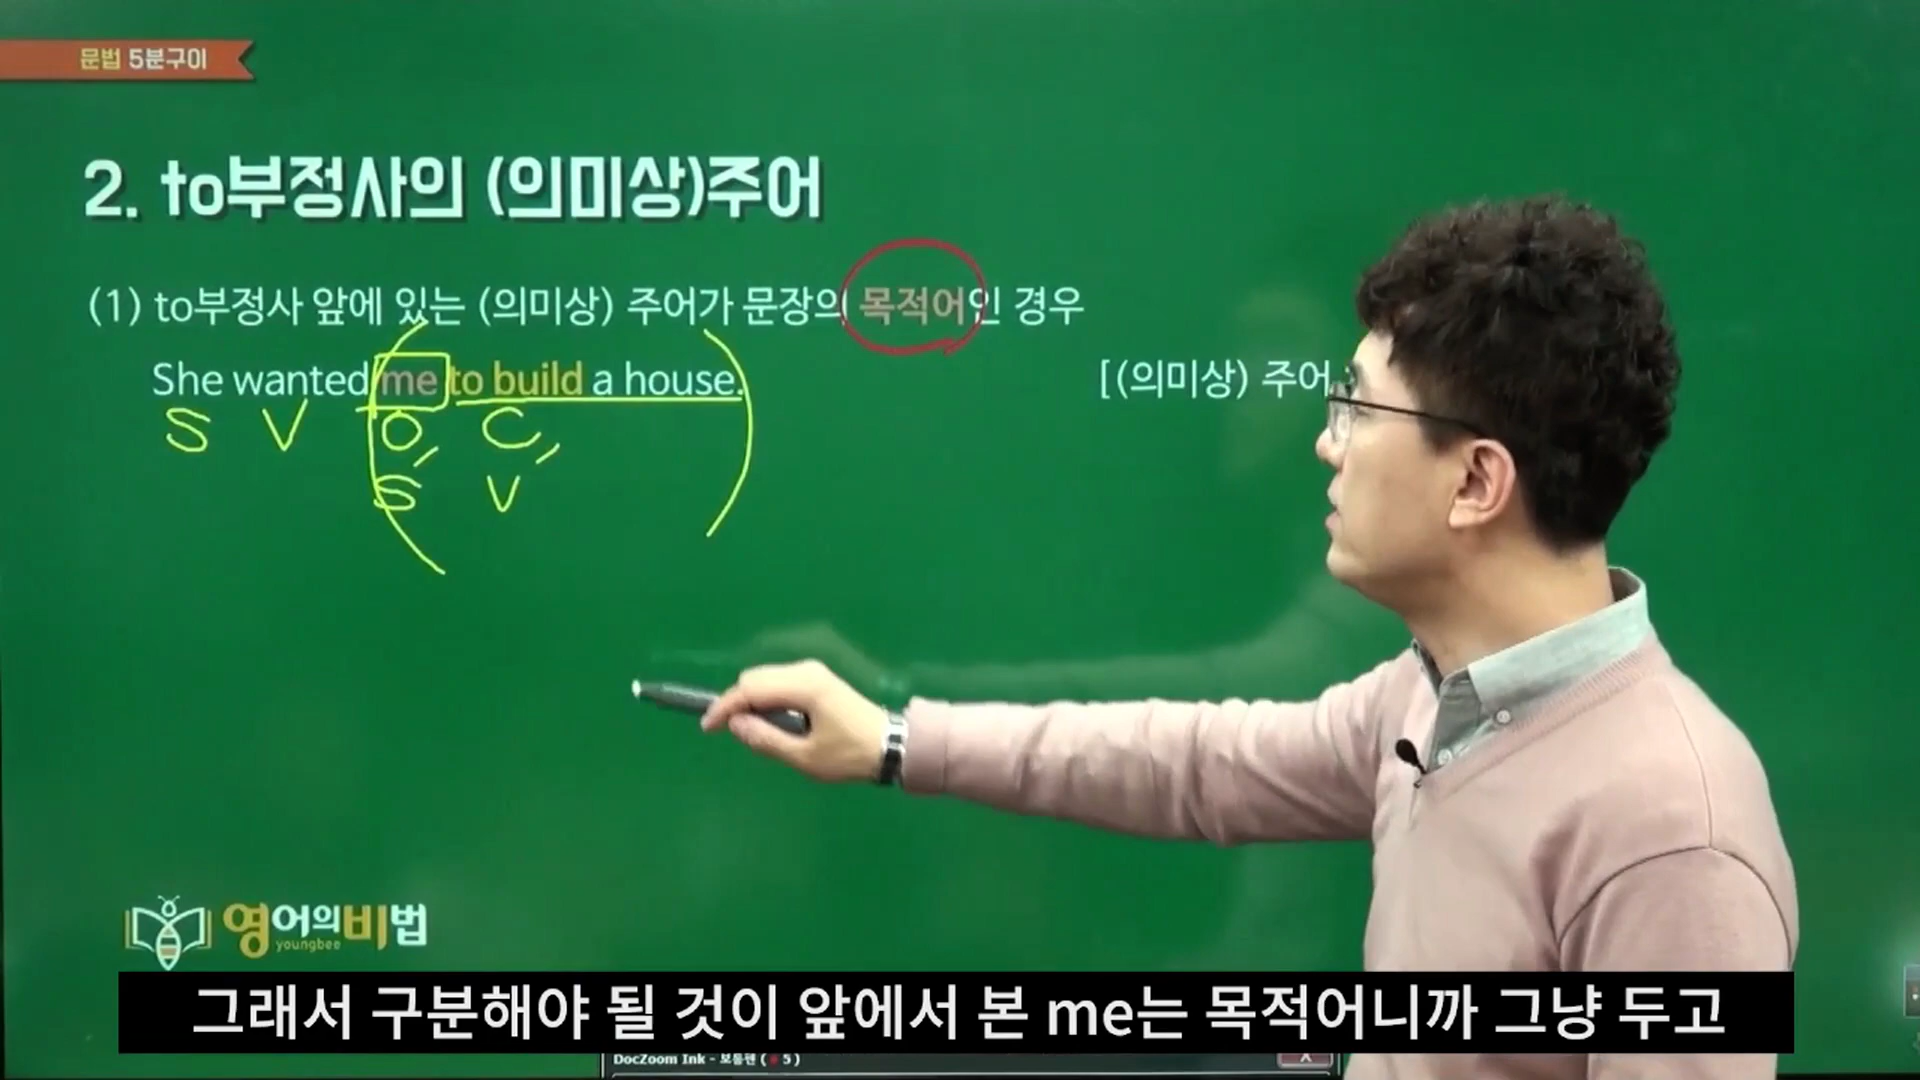 문법 5분구이
2. to부정사의 (의미상)주어
(1) to부정사 앞에 있는 (의미상) 주어가 문장의 목적어인 경우
She wanted me to build a house.
[(의미상) 주어
S V O C
S V
영어의비법
youngbee
그래서 구분해야 될 것이 앞에서 본 me는 목적어니까 그냥 두고
DocZoom Ink - 보통펜 ( 5 )